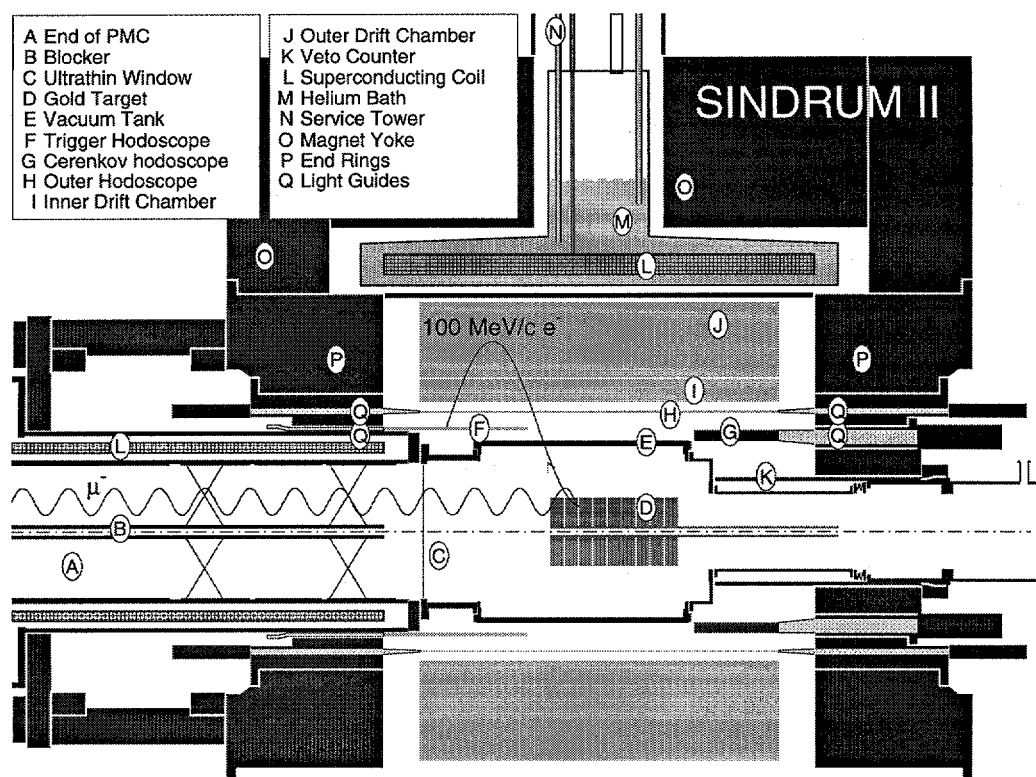 A End of PMC
B Blocker
C Ultrathin Window
D Gold Target
E Vacuum Tank
F Trigger Hodoscope
G Cerenkov hodoscope
H Outer Hodoscope
I Inner Drift Chamber
J Outer Drift Chamber
K Veto Counter
L Superconducting Coil
M Helium Bath
N Service Tower
O Magnet Yoke
P End Rings
Q Light Guides
N
SINDRUM II
O
M
O
L
100 MeV/c e⁻
J
P
P
I
Q
H
Q
F
Q
G
Q
E
L
K
μ⁻
D
B
C
A